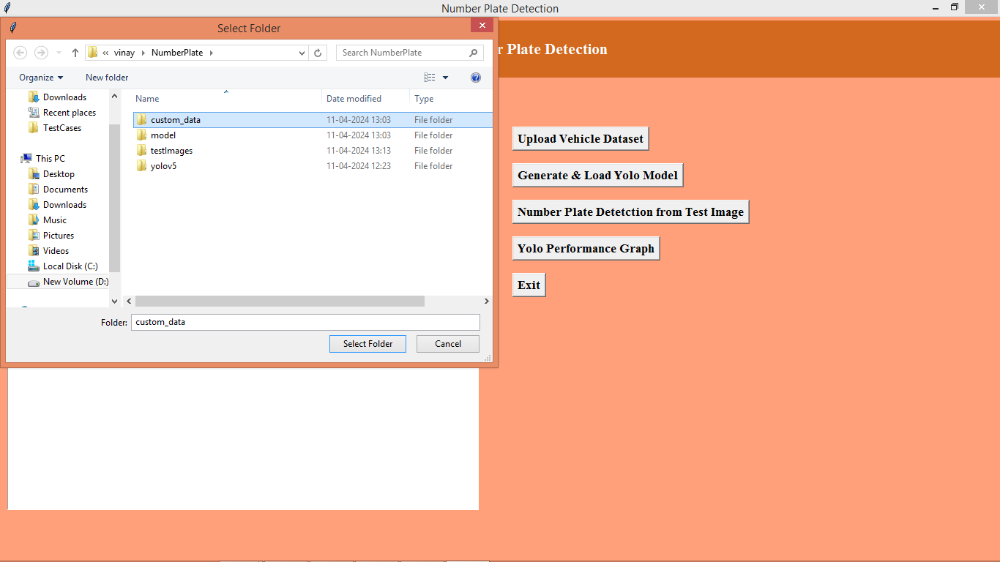 Number Plate Detection
Select Folder
« vinay NumberPlate
Search NumberPlate
Organize
New folder
Downloads
Recent places
TestCases
This PC
Desktop
Documents
Downloads
Music
Pictures
Videos
Local Disk (C:)
New Volume (D:)
Name Date modified Type
custom_data 11-04-2024 13:03 File folder
model 11-04-2024 13:03 File folder
testImages 11-04-2024 13:13 File folder
yolov5 11-04-2024 12:23 File folder
Folder: custom_data
Select Folder Cancel
r Plate Detection
Upload Vehicle Dataset
Generate & Load Yolo Model
Number Plate Detetction from Test Image
Yolo Performance Graph
Exit